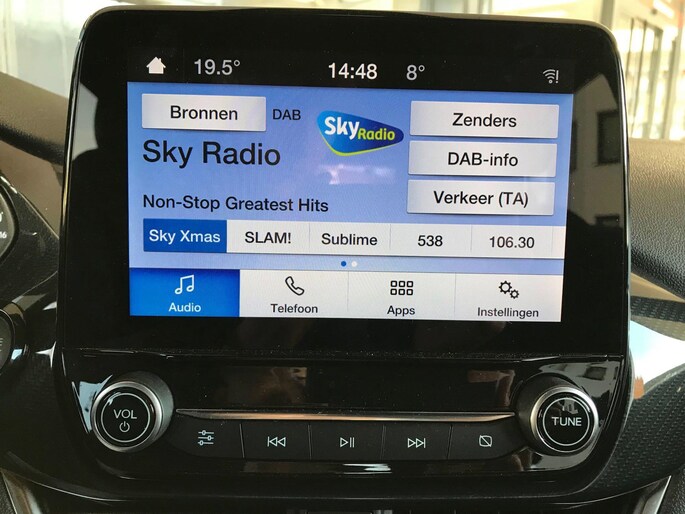 19.5° 14:48 8°
Bronnen DAB
Sky Radio
Zenders
Sky Radio
DAB-info
Verkeer (TA)
Non-Stop Greatest Hits
Sky Xmas SLAM! Sublime 538 106.30
Audio Telefoon Apps Instellingen
VOL
TUNE